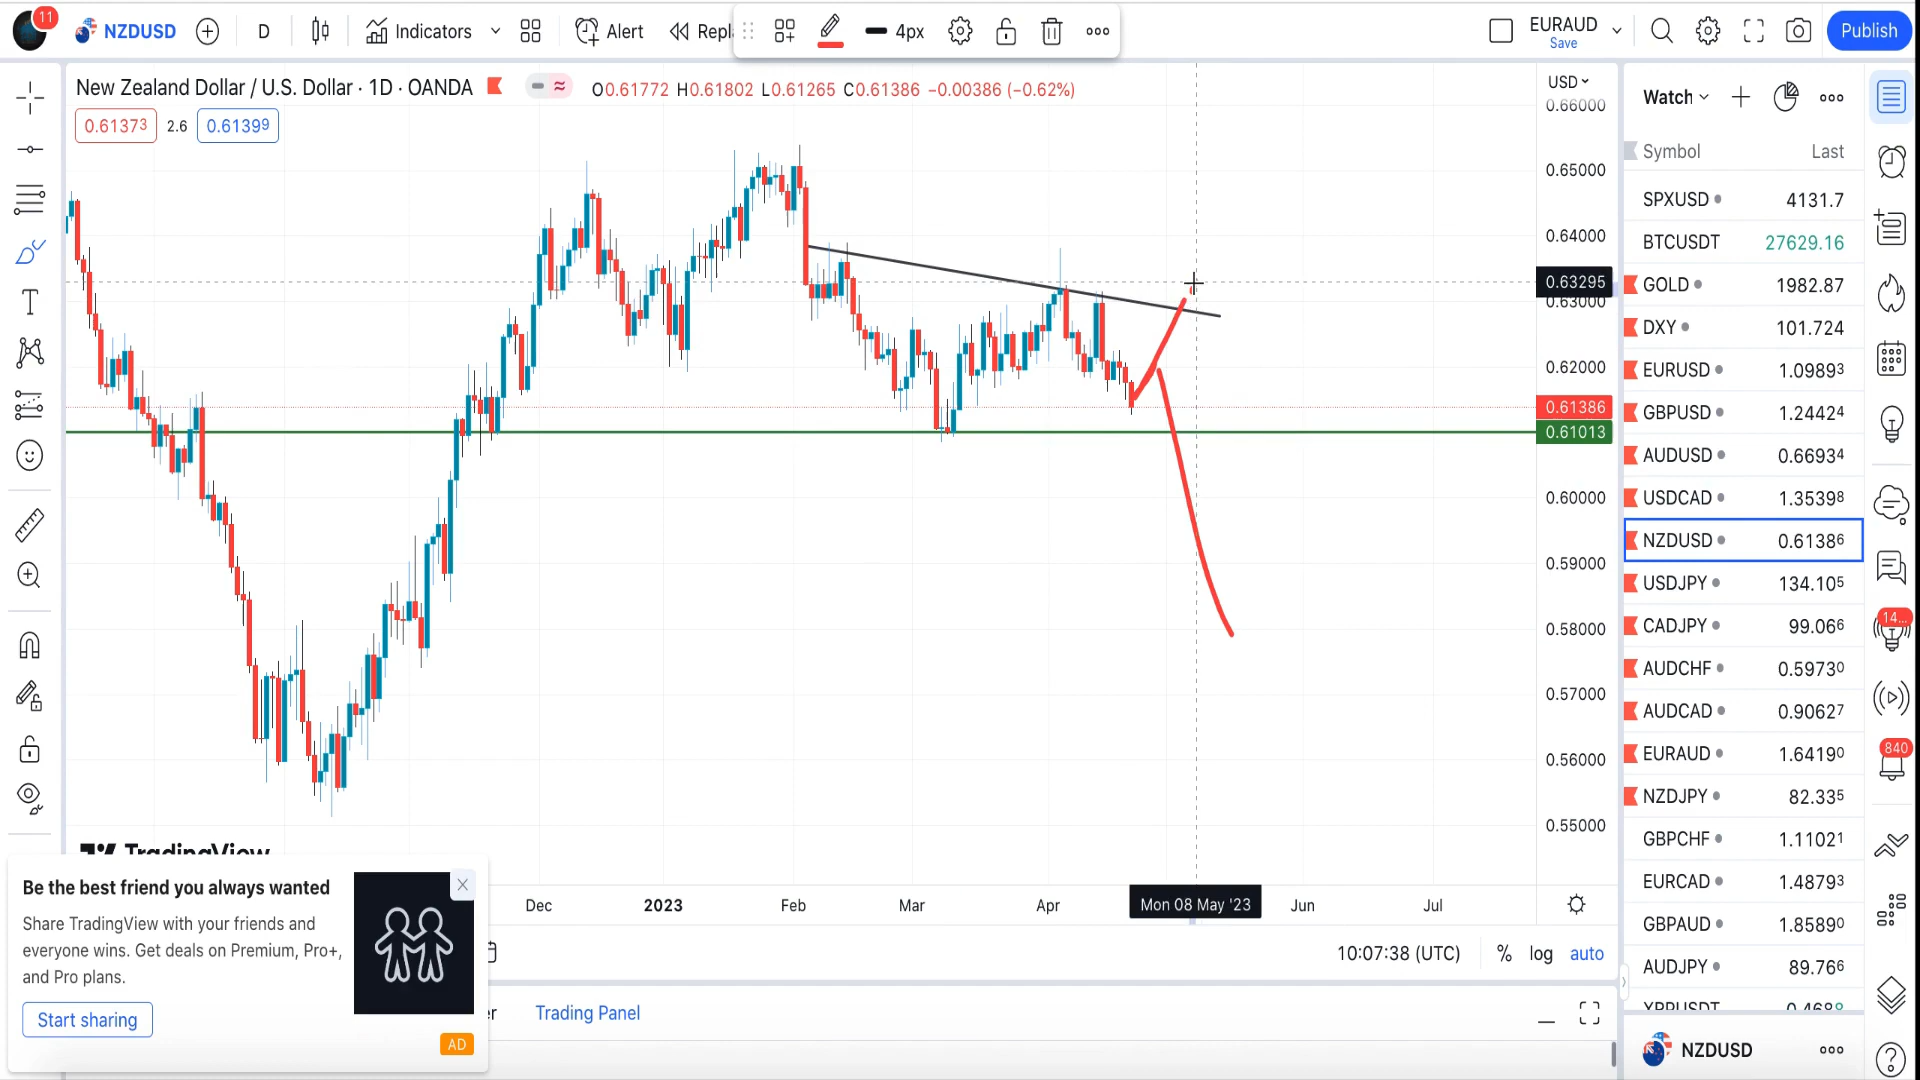 11
NZDUSD
D
Indicators
Alert
Repl
4px
EURAUD
Save
Publish
New Zealand Dollar / U.S. Dollar · 1D · OANDA
O0.61772 H0.61802 L0.61265 C0.61386 −0.00386 (−0.62%)
0.61373
2.6
0.61399
USD
0.66000
0.65000
0.64000
0.63295
0.63000
0.62000
0.61386
0.61013
0.60000
0.59000
0.58000
0.57000
0.56000
0.55000
TradingView
Dec
2023
Feb
Mar
Apr
Mon 08 May '23
Jun
Jul
10:07:38 (UTC)
%
log
auto
er
Trading Panel
Be the best friend you always wanted
Share TradingView with your friends and
everyone wins. Get deals on Premium, Pro+,
and Pro plans.
Start sharing
AD
Watch
Symbol Last
SPXUSD 4131.7
BTCUSDT 27629.16
GOLD 1982.87
DXY 101.724
EURUSD 1.09893
GBPUSD 1.24424
AUDUSD 0.66934
USDCAD 1.35398
NZDUSD 0.61386
USDJPY 134.105
CADJPY 99.066
AUDCHF 0.59730
AUDCAD 0.90627
EURAUD 1.64190
NZDJPY 82.335
GBPCHF 1.11021
EURCAD 1.48793
GBPAUD 1.85890
AUDJPY 89.766
XRPUSDT 0.4688
NZDUSD
14...
840